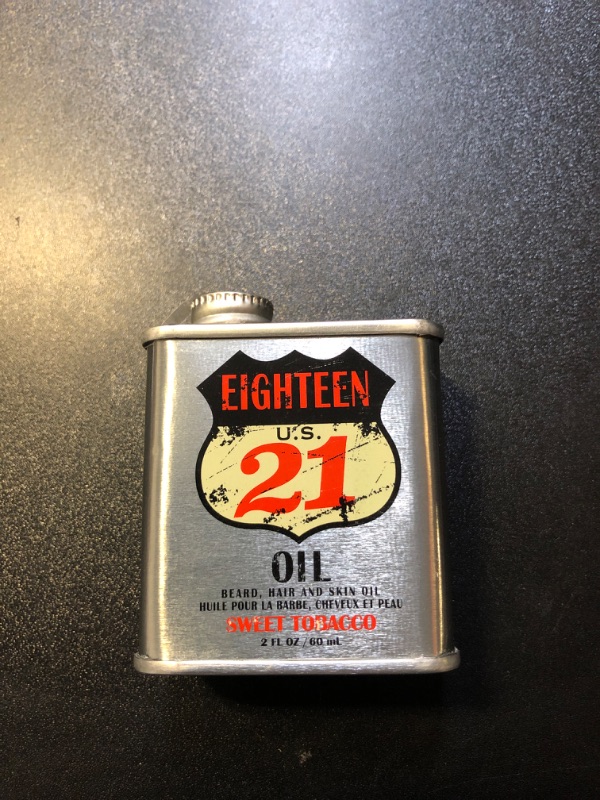 EIGHTEEN
U.S.
21
OIL
BEARD, HAIR AND SKIN OIL
HUILE POUR LA BARBE, CHEVEUX ET PEAU
SWEET TOBACCO
2 FL OZ / 60 mL